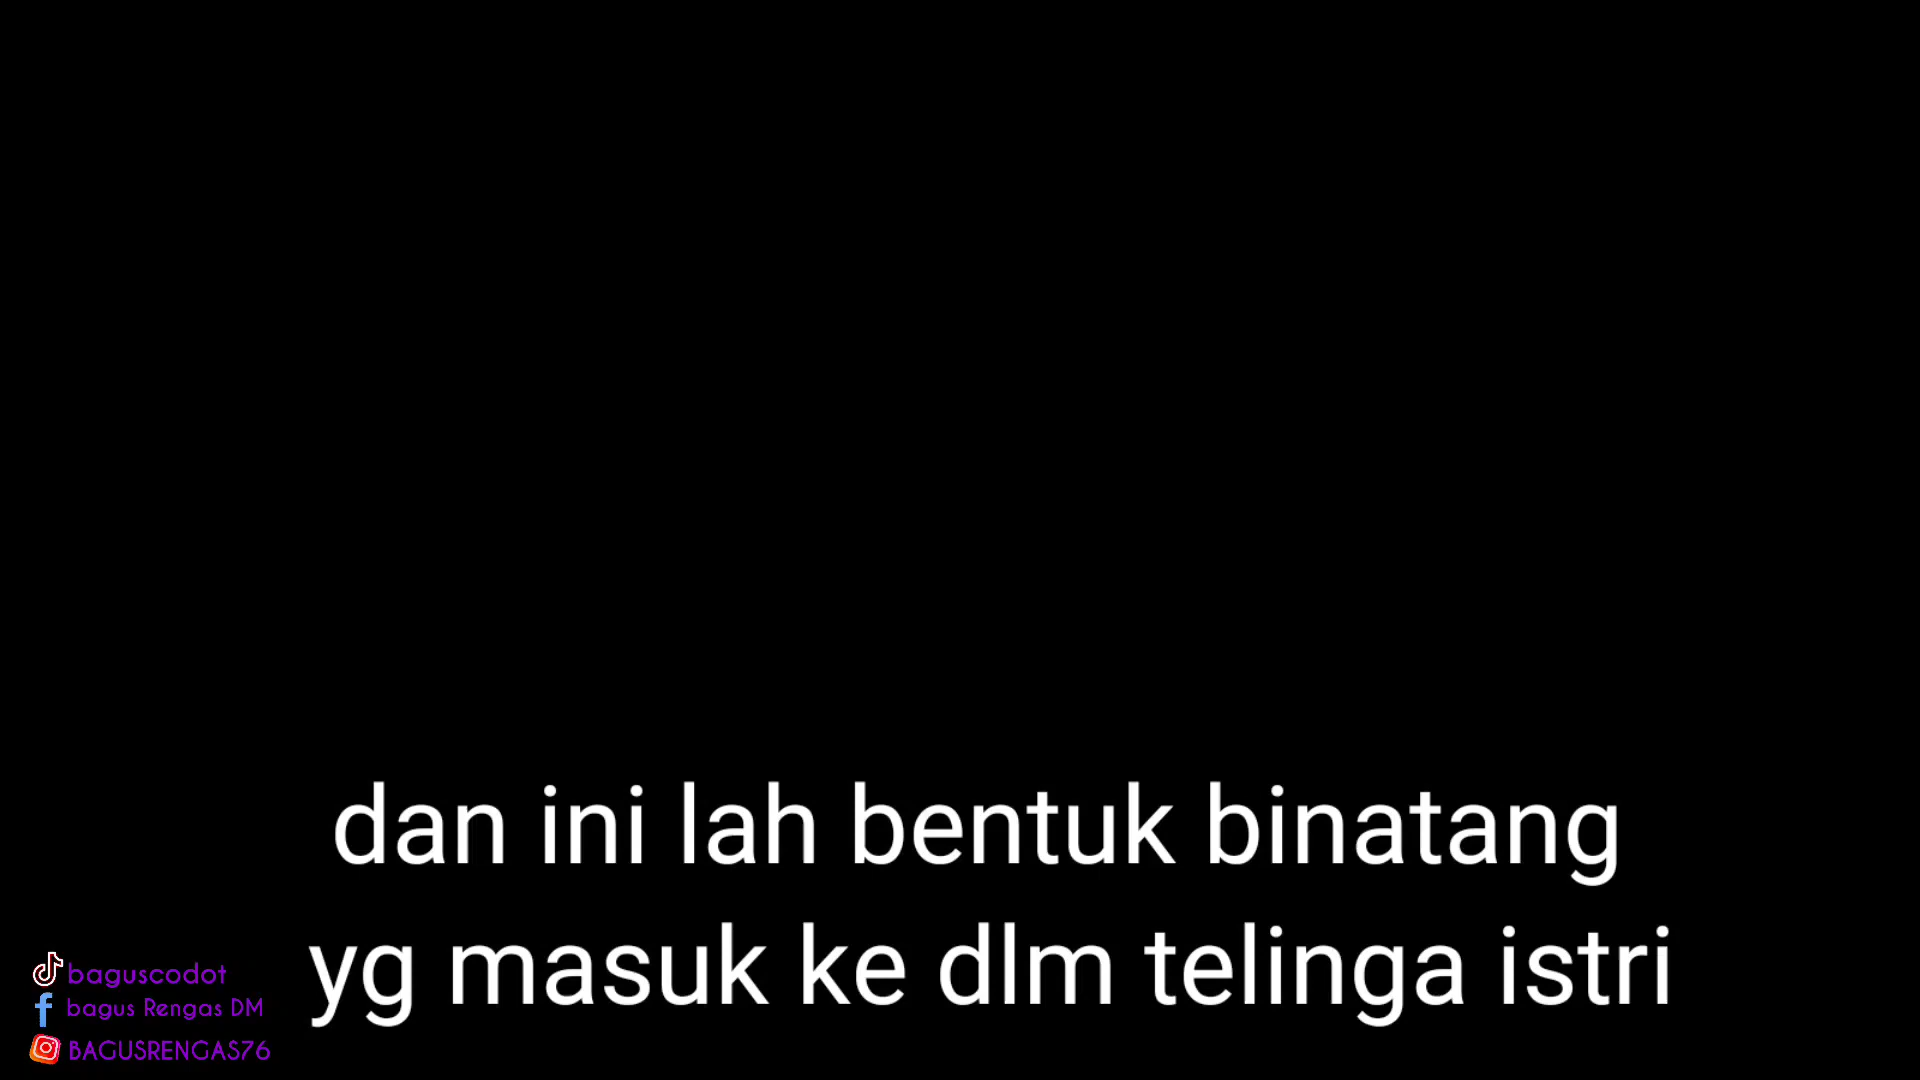 dan ini lah bentuk binatang
yg masuk ke dlm telinga istri
baguscodot
bagus Rengas DM
BAGUSRENGAS76